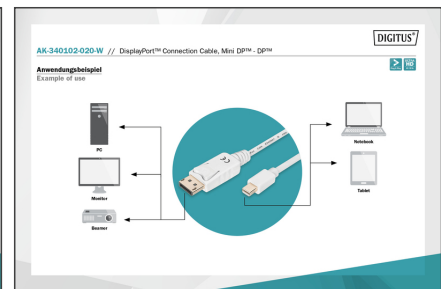 DIGITUS®
AK-340102-020-W // DisplayPort™ Connection Cable, Mini DP™ - DP™
Anwendungsbeispiel
Example of use
PC
Monitor
Beamer
Notebook
Tablet